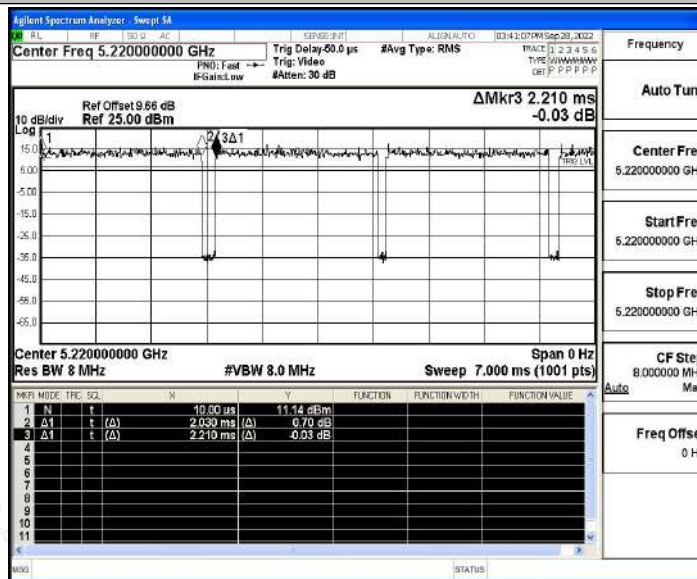 Agilent Spectrum Analyzer - Swept SA
RL RF 50 Ω AC SENSE:INT ALIGN AUTO 03:41:07 PM Sep 28, 2022
Center Freq 5.220000000 GHz
PNO: Fast
IFGain:Low
Trig Delay-50.0 µs
Trig: Video
#Atten: 30 dB
#Avg Type: RMS
TRACE 1 2 3 4 5 6
TYPE
DET P P P P P P
Frequency
Auto Tun
ΔMkr3 2.210 ms
-0.03 dB
Ref Offset 9.66 dB
10 dB/div Ref 25.00 dBm
Log
1 2 3Δ1
15.0
5.00
-5.00
-15.0
-25.0
-35.0
-45.0
-55.0
-65.0
TRIG LVL
Center Fre
5.220000000 GH
Start Fre
5.220000000 GH
Stop Fre
5.220000000 GH
CF Ste
8.000000 MH
Auto Ma
Freq Offse
0 H
Center 5.220000000 GHz Span 0 Hz
Res BW 8 MHz #VBW 8.0 MHz Sweep 7.000 ms (1001 pts)
MKR MODE TRC SCL X Y FUNCTION FUNCTION WIDTH FUNCTION VALUE
1 N t 10.00 us 11.14 dBm
2 Δ1 t (Δ) 2.030 ms (Δ) 0.70 dB
3 Δ1 t (Δ) 2.210 ms (Δ) -0.03 dB
4
5
6
7
8
9
10
11
MSG STATUS